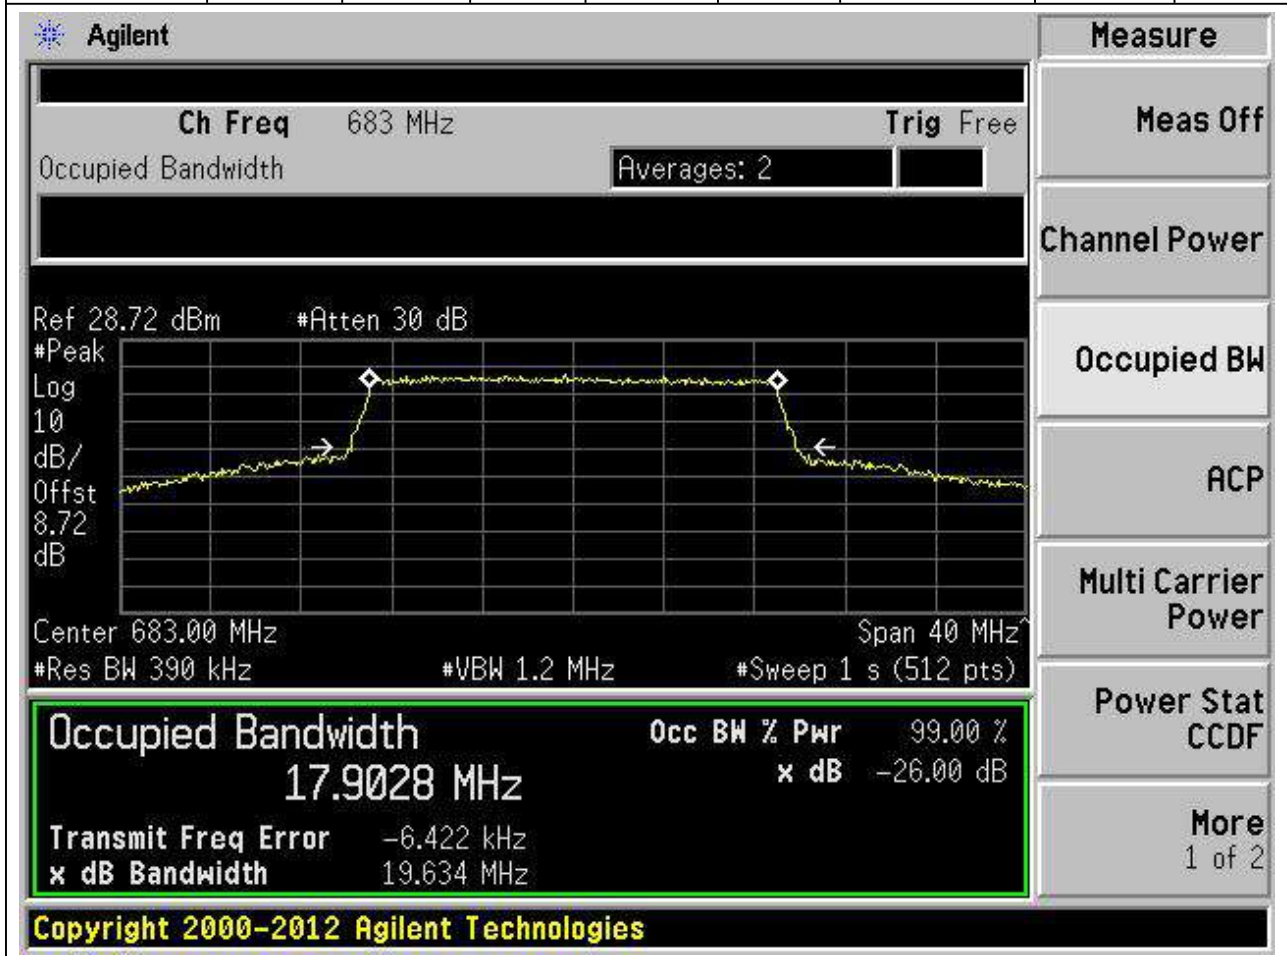 Agilent
Measure
Ch Freq 683 MHz Trig Free
Occupied Bandwidth Averages: 2
Meas Off
Channel Power
Occupied BW
ACP
Multi Carrier
Power
Power Stat
CCDF
More
1 of 2
Ref 28.72 dBm #Atten 30 dB
#Peak
Log
10
dB/
Offst
8.72
dB
Center 683.00 MHz Span 40 MHz^
#Res BW 390 kHz #VBW 1.2 MHz #Sweep 1 s (512 pts)
Occupied Bandwidth Occ BW % Pwr 99.00 %
17.9028 MHz x dB -26.00 dB
Transmit Freq Error -6.422 kHz
x dB Bandwidth 19.634 MHz
Copyright 2000-2012 Agilent Technologies